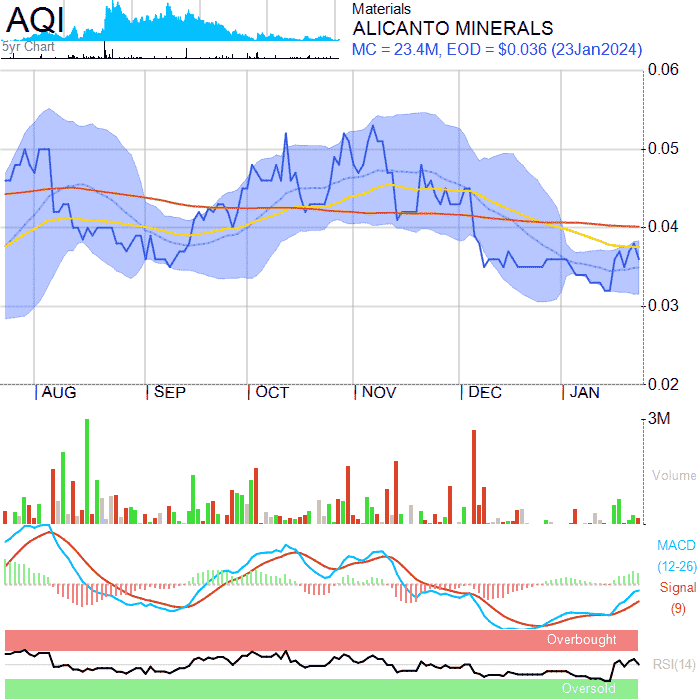 AQI
5yr Chart
Materials
ALICANTO MINERALS
MC = 23.4M, EOD = $0.036 (23Jan2024)
0.06
0.05
0.04
0.03
0.02
AUG SEP OCT NOV DEC JAN
3M
Volume
MACD
(12-26)
Signal
(9)
Overbought
RSI(14)
Oversold